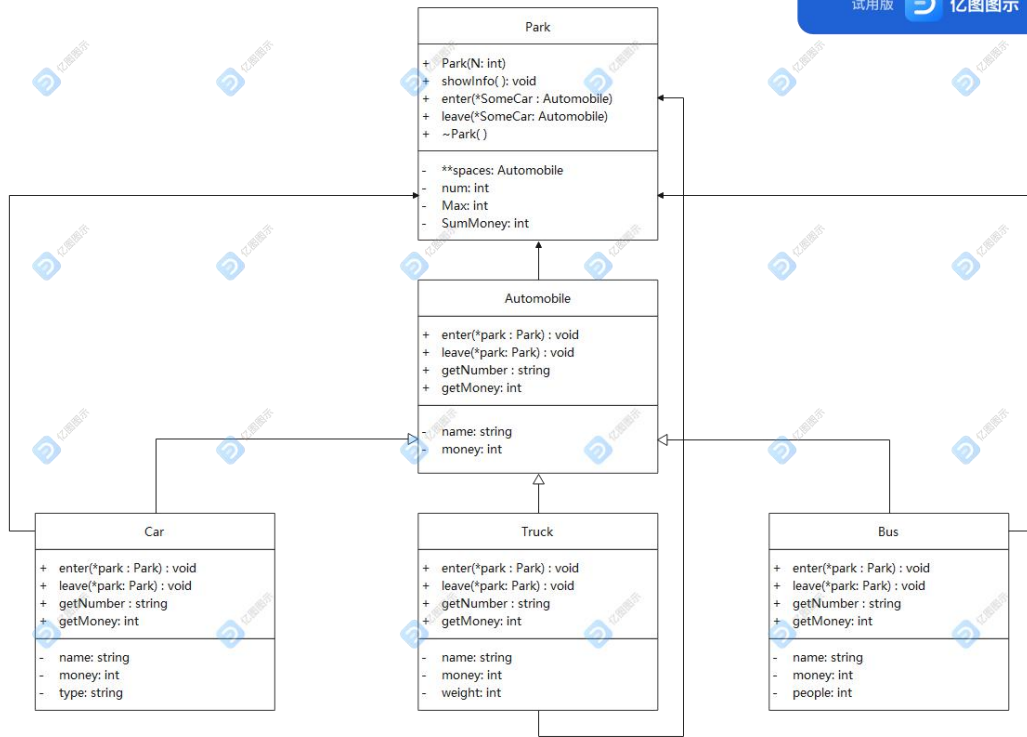 试用版 亿图图示
Park
+ Park(N: int)
+ showInfo( ): void
+ enter(*SomeCar : Automobile)
+ leave(*SomeCar: Automobile)
+ ~Park( )
- **spaces: Automobile
- num: int
- Max: int
- SumMoney: int
Automobile
+ enter(*park : Park) : void
+ leave(*park: Park) : void
+ getNumber : string
+ getMoney: int
- name: string
- money: int
Car
+ enter(*park : Park) : void
+ leave(*park: Park) : void
+ getNumber : string
+ getMoney: int
- name: string
- money: int
- type: string
Truck
+ enter(*park : Park) : void
+ leave(*park: Park) : void
+ getNumber : string
+ getMoney: int
- name: string
- money: int
- weight: int
Bus
+ enter(*park : Park) : void
+ leave(*park: Park) : void
+ getNumber : string
+ getMoney: int
- name: string
- money: int
- people: int